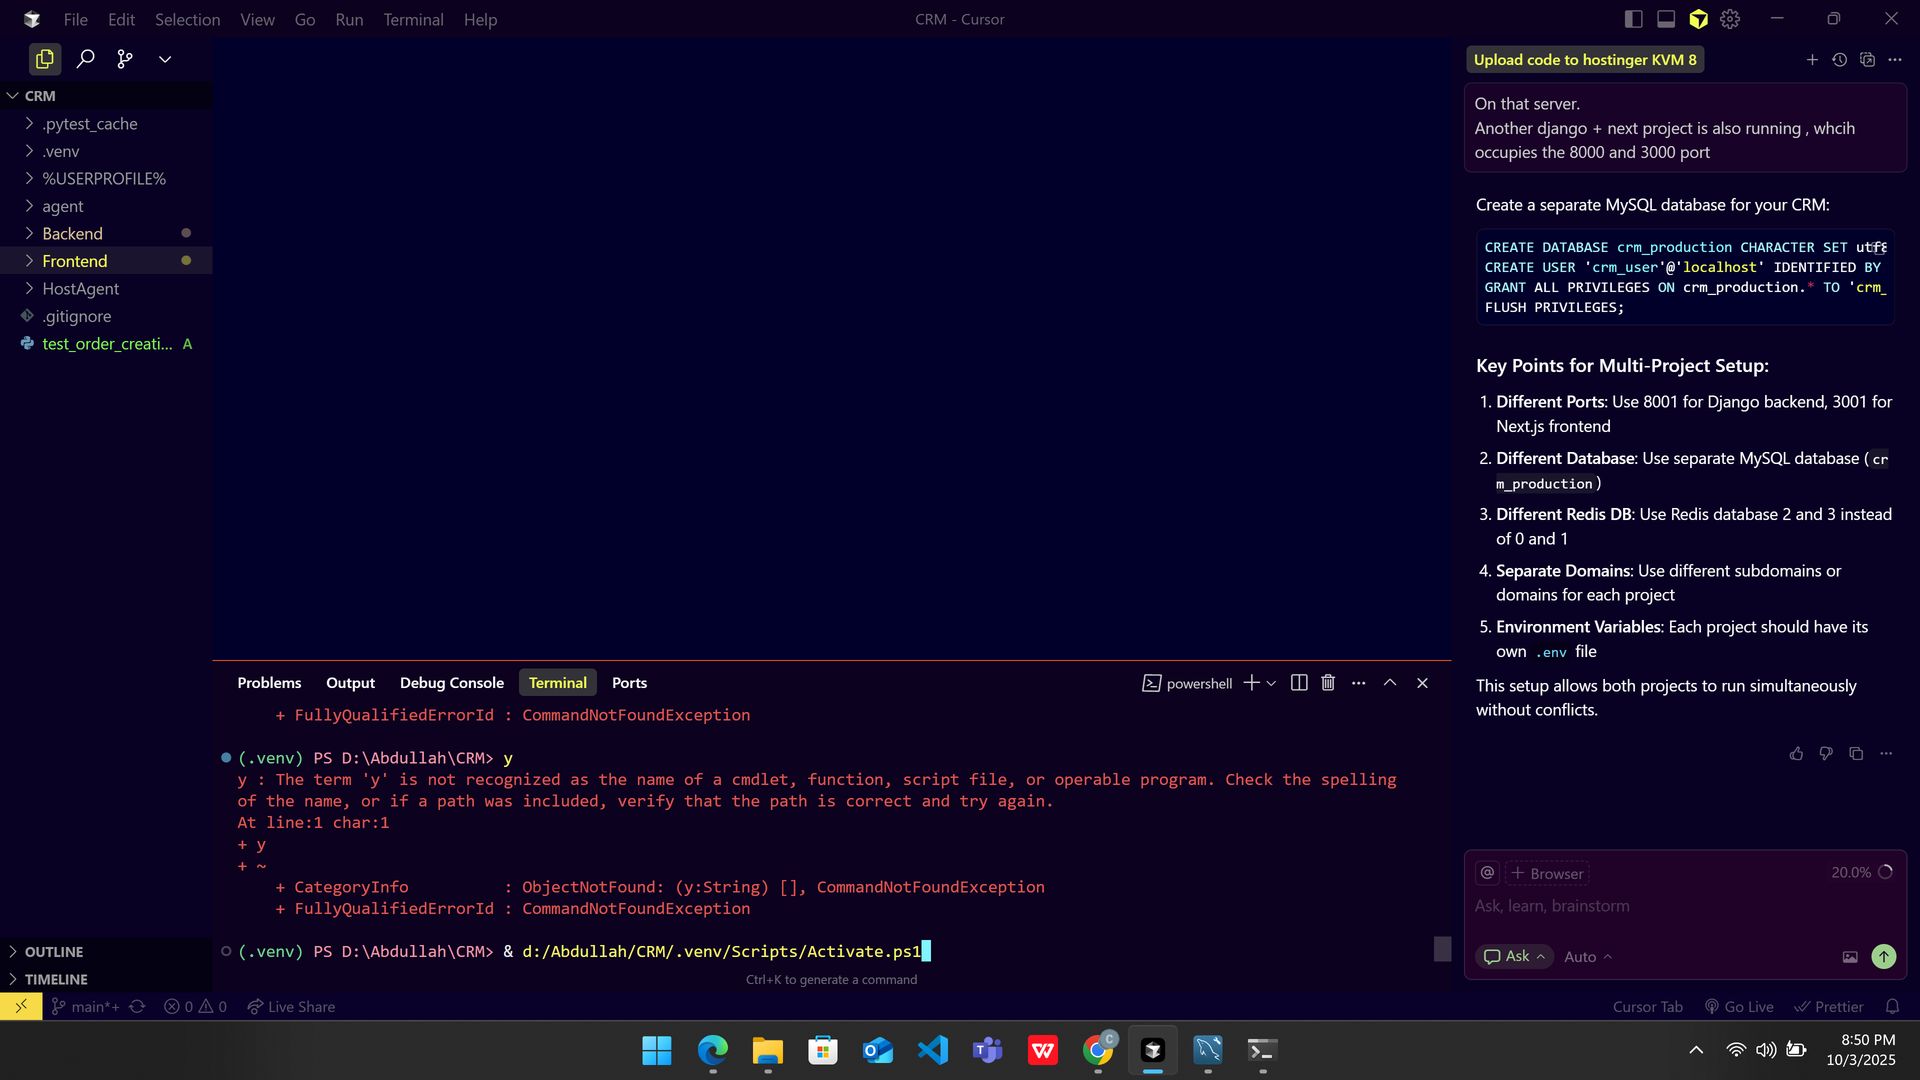 File Edit Selection View Go Run Terminal Help
CRM - Cursor
CRM
.pytest_cache
.venv
%USERPROFILE%
agent
Backend
Frontend
HostAgent
.gitignore
test_order_creati... A
OUTLINE
TIMELINE
Problems Output Debug Console Terminal Ports
powershell
+ FullyQualifiedErrorId : CommandNotFoundException
(.venv) PS D:\Abdullah\CRM> y
y : The term 'y' is not recognized as the name of a cmdlet, function, script file, or operable program. Check the spelling
of the name, or if a path was included, verify that the path is correct and try again.
At line:1 char:1
+ y
+ ~
+ CategoryInfo : ObjectNotFound: (y:String) [], CommandNotFoundException
+ FullyQualifiedErrorId : CommandNotFoundException
(.venv) PS D:\Abdullah\CRM> & d:/Abdullah/CRM/.venv/Scripts/Activate.ps1
Ctrl+K to generate a command
Upload code to hostinger KVM 8
On that server.
Another django + next project is also running , whcih
occupies the 8000 and 3000 port
Create a separate MySQL database for your CRM:
CREATE DATABASE crm_production CHARACTER SET utf8
CREATE USER 'crm_user'@'localhost' IDENTIFIED BY
GRANT ALL PRIVILEGES ON crm_production.* TO 'crm_
FLUSH PRIVILEGES;
Key Points for Multi-Project Setup:
1. Different Ports: Use 8001 for Django backend, 3001 for
Next.js frontend
2. Different Database: Use separate MySQL database (cr
m_production)
3. Different Redis DB: Use Redis database 2 and 3 instead
of 0 and 1
4. Separate Domains: Use different subdomains or
domains for each project
5. Environment Variables: Each project should have its
own .env file
This setup allows both projects to run simultaneously
without conflicts.
@ + Browser 20.0%
Ask, learn, brainstorm
Ask Auto
main*+ 0 0 Live Share
Cursor Tab Go Live Prettier
C
8:50 PM
10/3/2025